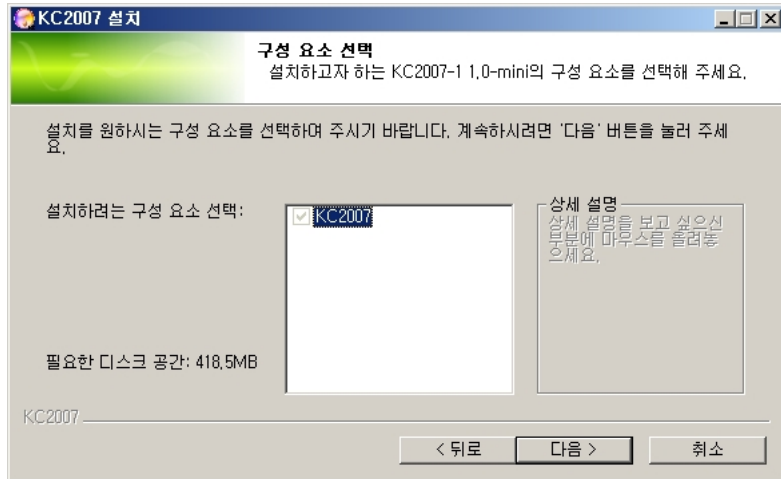 KC2007 설치
구성 요소 선택
설치하고자 하는 KC2007-1 1.0-mini의 구성 요소를 선택해 주세요.
설치를 원하시는 구성 요소를 선택하여 주시기 바랍니다. 계속하시려면 '다음' 버튼을 눌러 주세
요.
설치하려는 구성 요소 선택:
KC2007
상세 설명
상세 설명을 보고 싶으신
부분에 마우스를 올려놓
으세요.
필요한 디스크 공간: 418.5MB
KC2007
< 뒤로
다음 >
취소